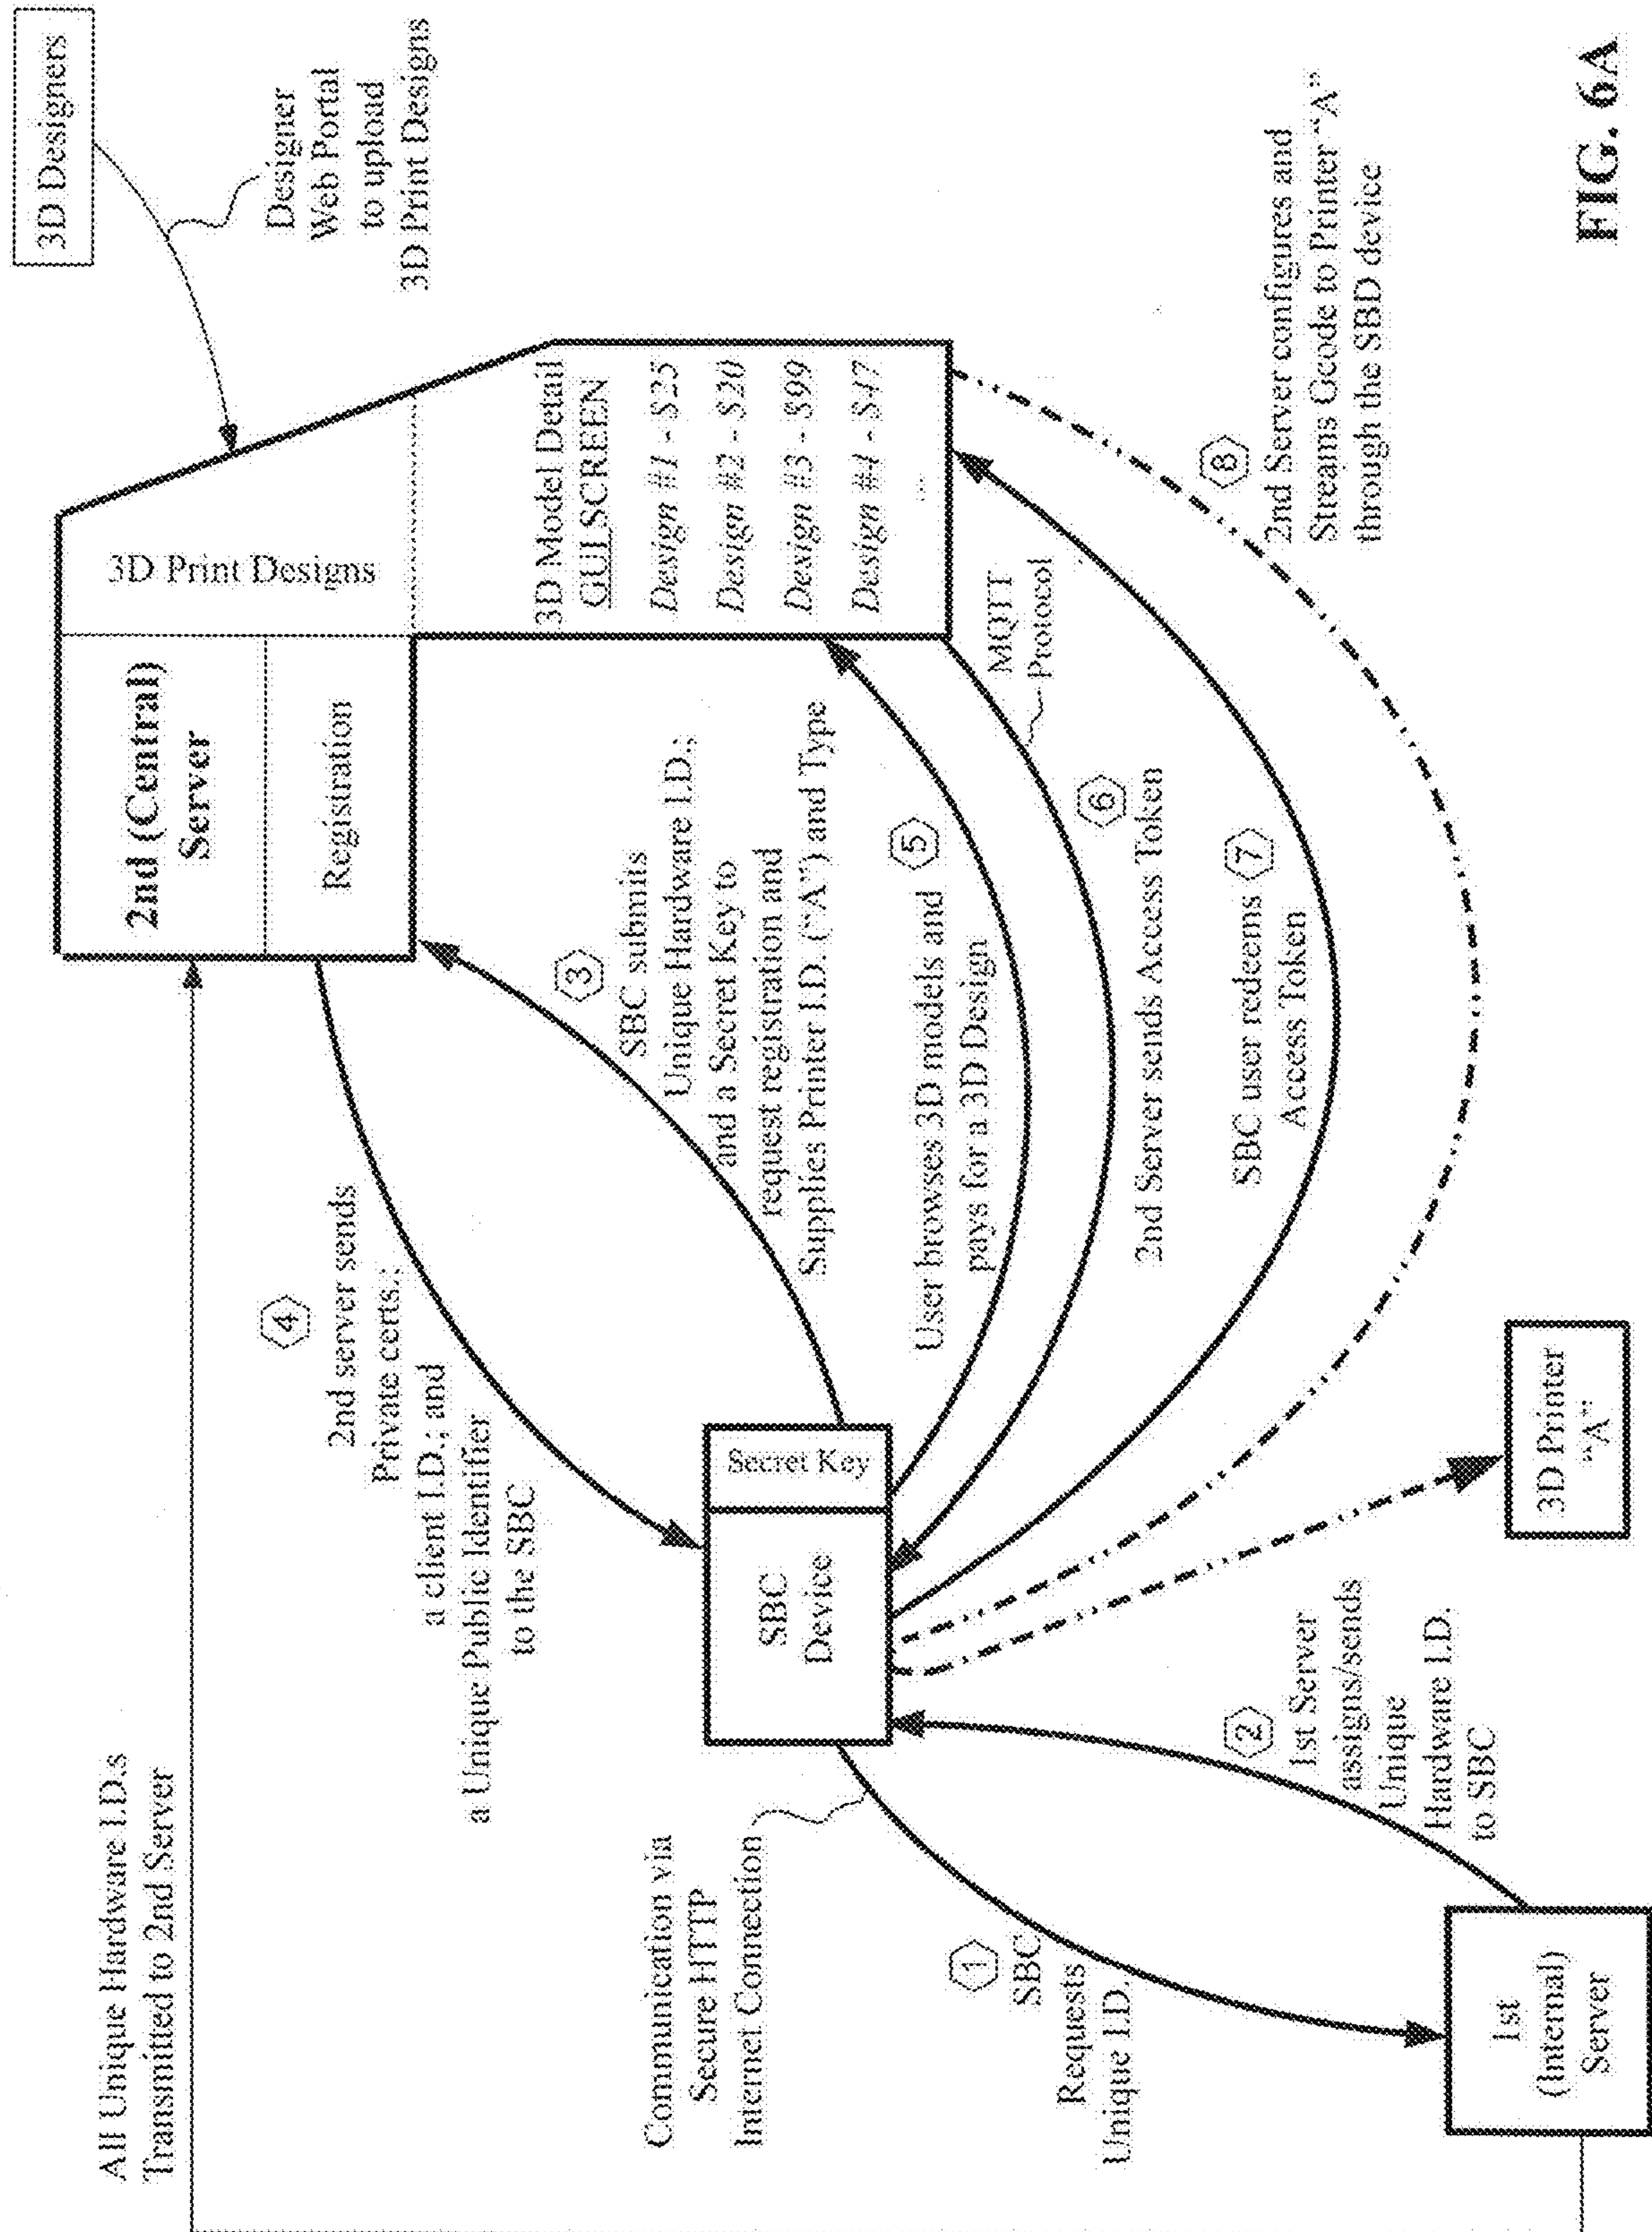 All Unique Hardware I.D.s
Transmitted to 2nd Server
2nd (Central)
Server
Registration
3D Print Designs
3D Designers
Designer
Web Portal
to upload
3D Print Designs
3D Model Detail
GUI SCREEN
Design #1 - $25
Design #2 - $20
Design #3 - $99
Design #4 - $47
...
4
2nd server sends
Private certs.;
a client I.D.; and
a Unique Public Identifier
to the SBC
3
SBC submits
Unique Hardware I.D.;
and a Secret Key to
request registration and
Supplies Printer I.D. ("A") and Type
SBC
Device
Secret Key
Communication via
Secure HTTP
Internet Connection
1
SBC
Requests
Unique I.D.
2
1st Server
assigns/sends
Unique
Hardware I.D.
to SBC
1st
(Internal)
Server
5
User browses 3D models and
pays for a 3D Design
MQTT
Protocol
6
2nd Server sends Access Token
SBC user redeems 7
Access Token
8
2nd Server configures and
Streams Gcode to Printer "A"
through the SBD device
3D Printer
"A"
FIG. 6A